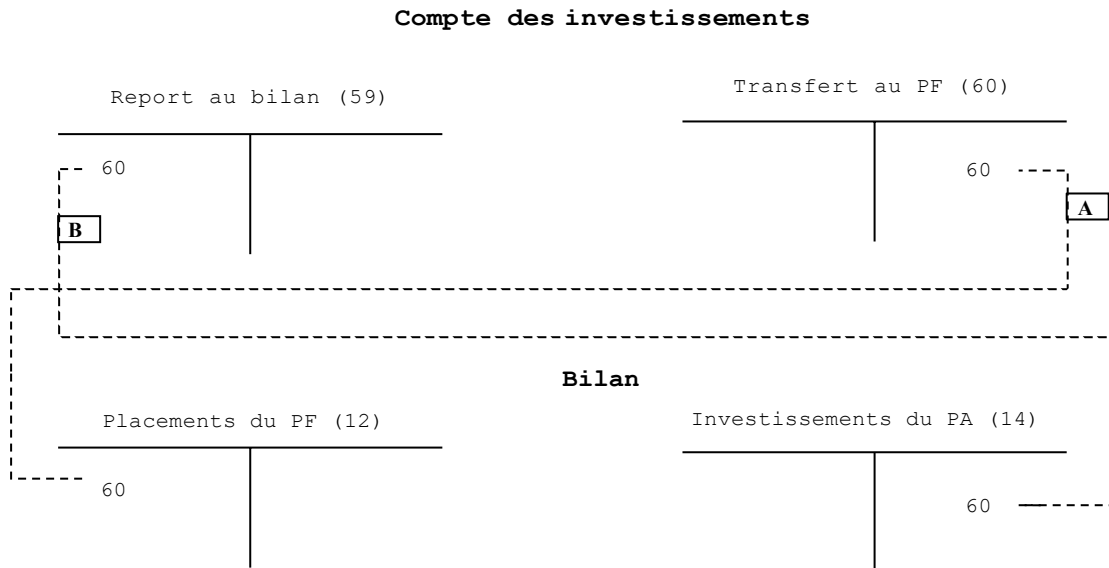 Compte des investissements
Report au bilan (59)
Transfert au PF (60)
60
60
B
A
Bilan
Placements du PF (12)
Investissements du PA (14)
60
60